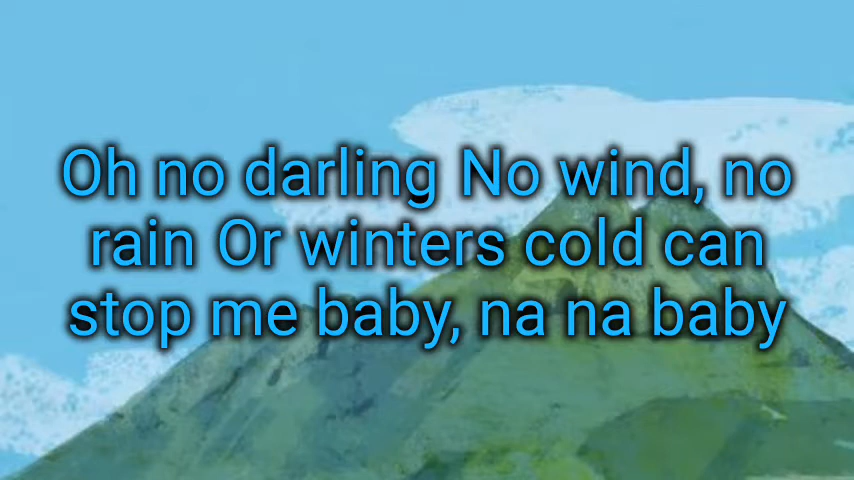 Oh no darling No wind, no
rain Or winters cold can
stop me baby, na na baby